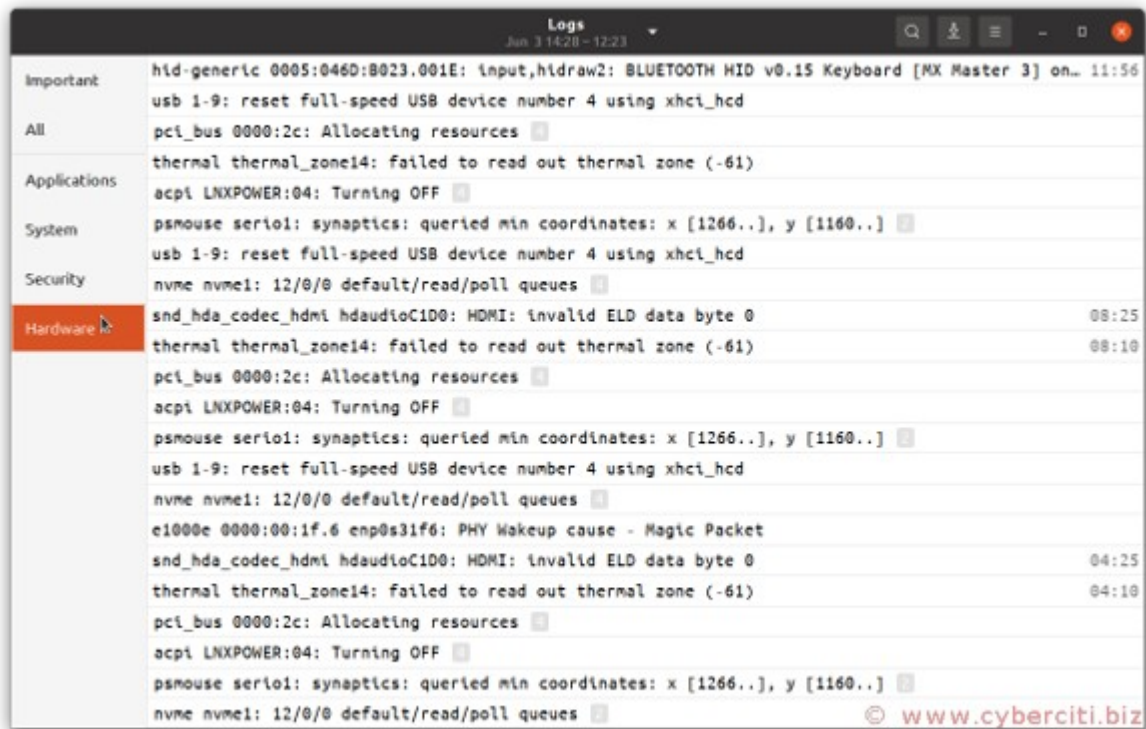 Logs
Jun 3 14:28 – 12:23
Important
All
Applications
System
Security
Hardware
hid-generic 0005:046D:B023.001E: input,hidraw2: BLUETOOTH HID v0.15 Keyboard [MX Master 3] on… 11:56
usb 1-9: reset full-speed USB device number 4 using xhci_hcd
pci_bus 0000:2c: Allocating resources 4
thermal thermal_zone14: failed to read out thermal zone (-61)
acpi LNXPOWER:04: Turning OFF 4
psmouse serio1: synaptics: queried min coordinates: x [1266..], y [1160..] 2
usb 1-9: reset full-speed USB device number 4 using xhci_hcd
nvme nvme1: 12/0/0 default/read/poll queues
snd_hda_codec_hdmi hdaudioC1D0: HDMI: invalid ELD data byte 0 08:25
thermal thermal_zone14: failed to read out thermal zone (-61) 08:10
pci_bus 0000:2c: Allocating resources 4
acpi LNXPOWER:04: Turning OFF 4
psmouse serio1: synaptics: queried min coordinates: x [1266..], y [1160..] 2
usb 1-9: reset full-speed USB device number 4 using xhci_hcd
nvme nvme1: 12/0/0 default/read/poll queues 4
e1000e 0000:00:1f.6 enp0s31f6: PHY Wakeup cause - Magic Packet
snd_hda_codec_hdmi hdaudioC1D0: HDMI: invalid ELD data byte 0 04:25
thermal thermal_zone14: failed to read out thermal zone (-61) 04:10
pci_bus 0000:2c: Allocating resources 4
acpi LNXPOWER:04: Turning OFF 4
psmouse serio1: synaptics: queried min coordinates: x [1266..], y [1160..] 2
nvme nvme1: 12/0/0 default/read/poll queues 2
© www.cyberciti.biz